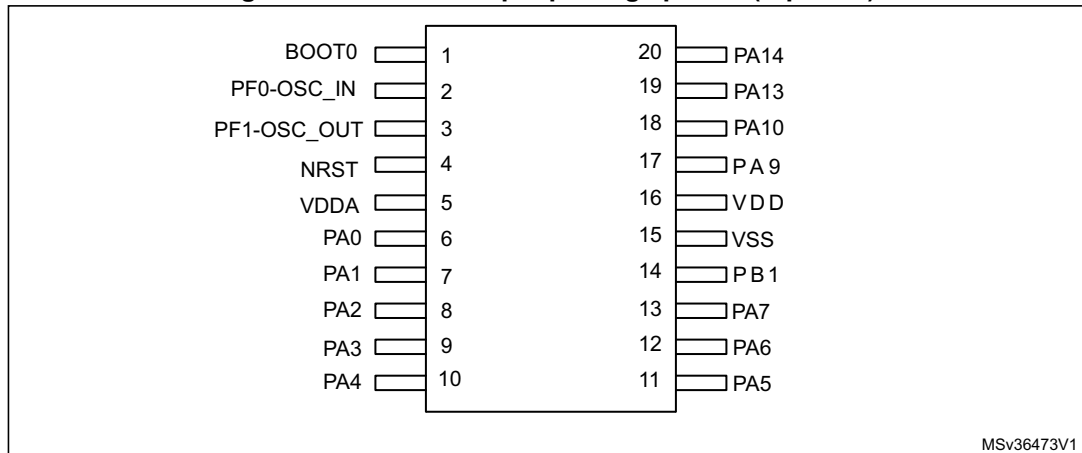 BOOT0 1 20 PA14
PF0-OSC_IN 2 19 PA13
PF1-OSC_OUT 3 18 PA10
NRST 4 17 PA9
VDDA 5 16 VDD
PA0 6 15 VSS
PA1 7 14 PB1
PA2 8 13 PA7
PA3 9 12 PA6
PA4 10 11 PA5
MSv36473V1